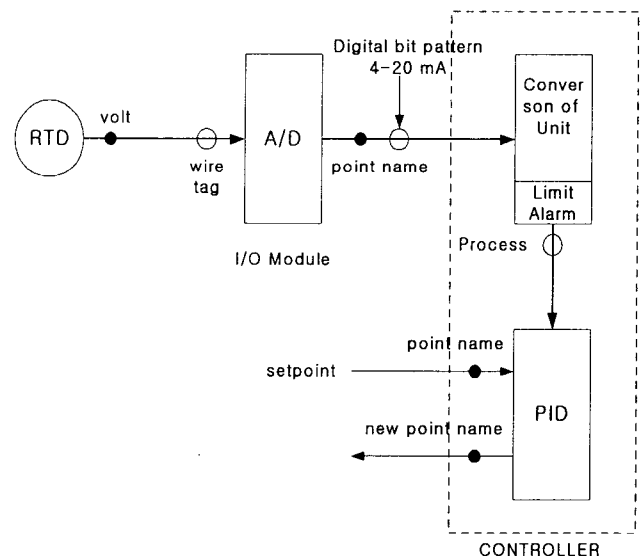 Digital bit pattern
4-20 mA
Conver
son of
Unit
volt
RTD
A/D
wire
tag
point name
Limit
Alarm
I/O Module
Process
point name
setpoint
PID
new point name
CONTROLLER